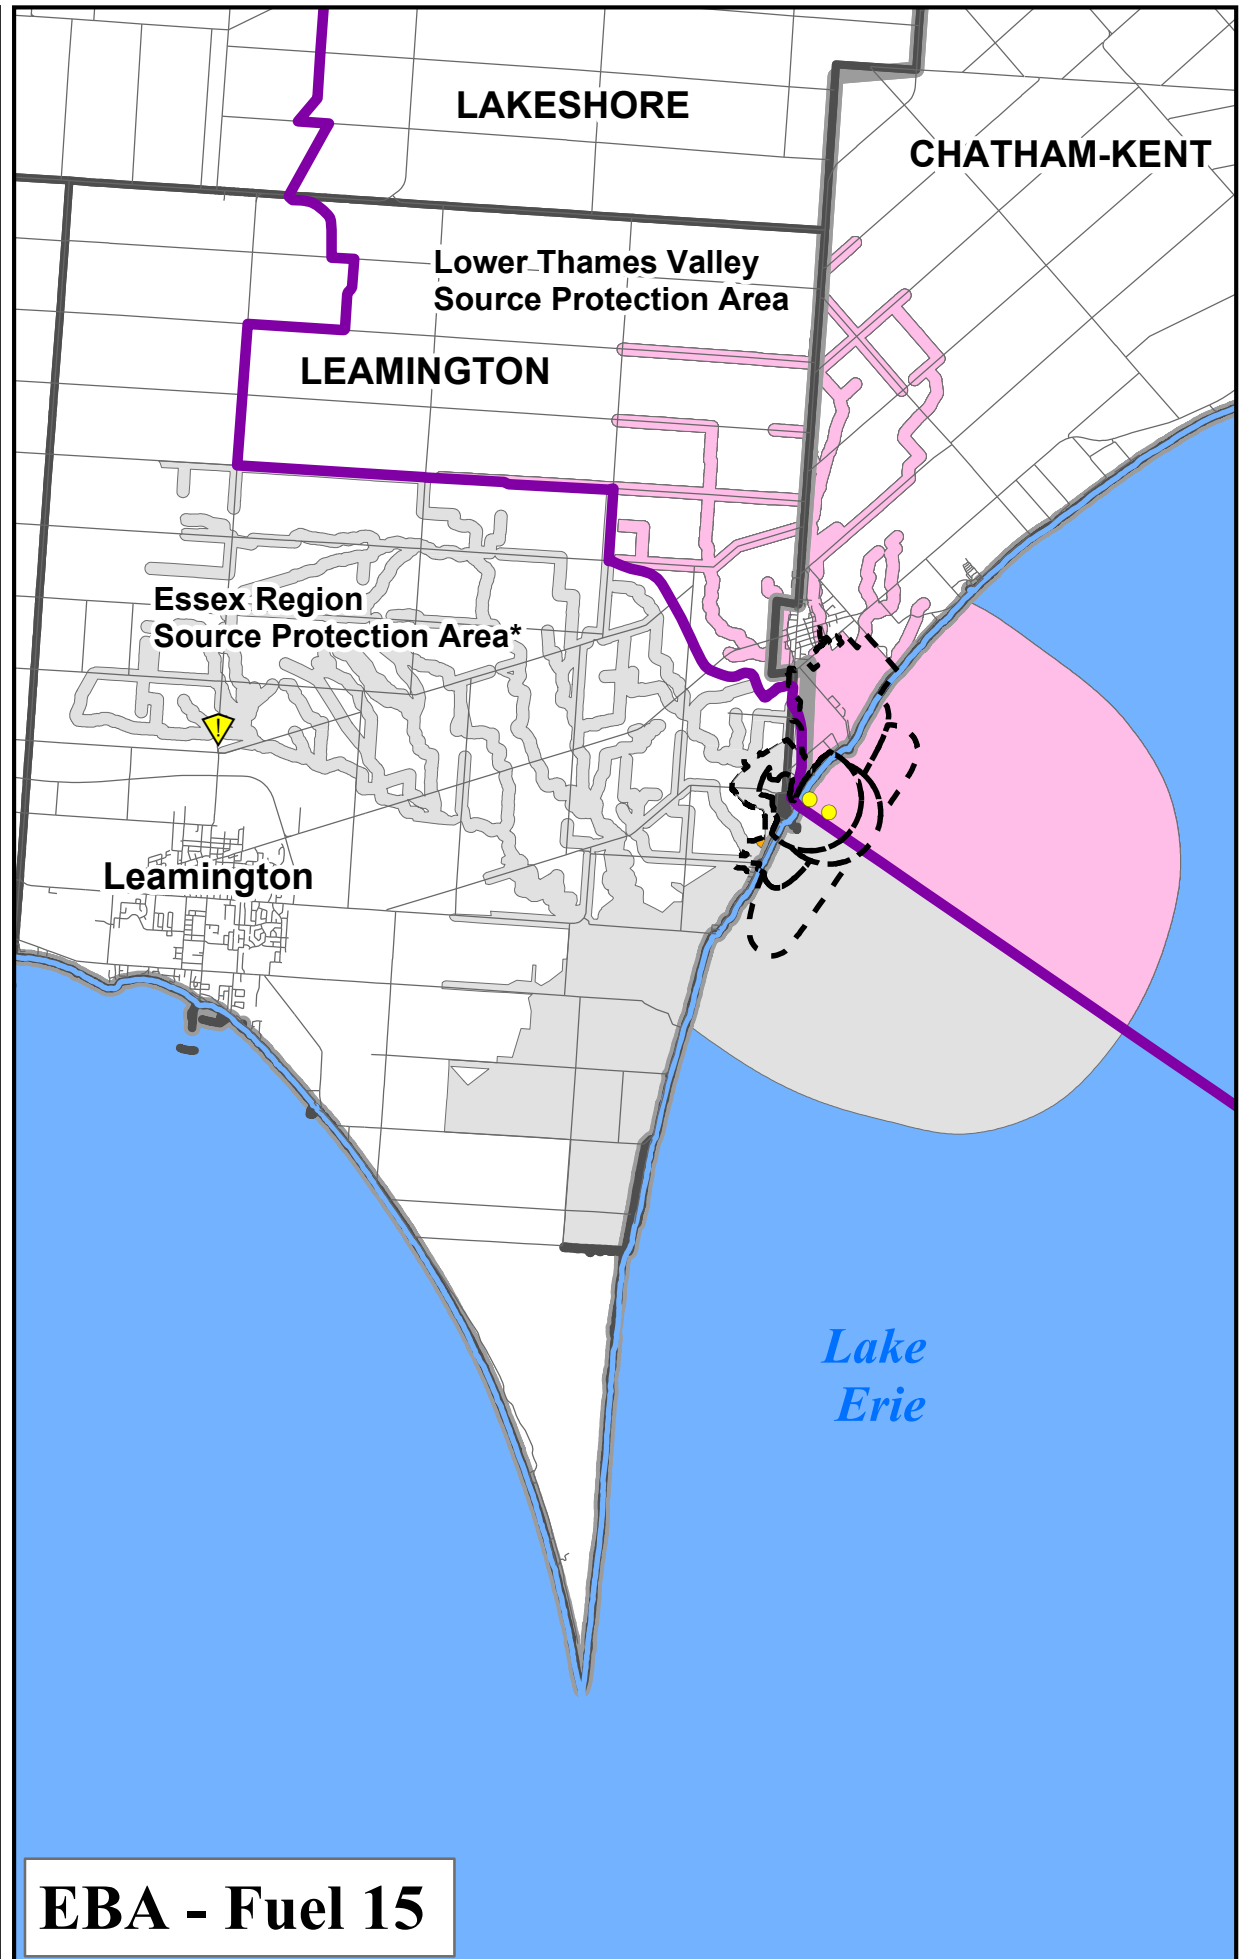 LAKESHORE
CHATHAM-KENT
Lower Thames Valley
Source Protection Area
LEAMINGTON
Essex Region
Source Protection Area*
!
Leamington
Lake
Erie
EBA - Fuel 15